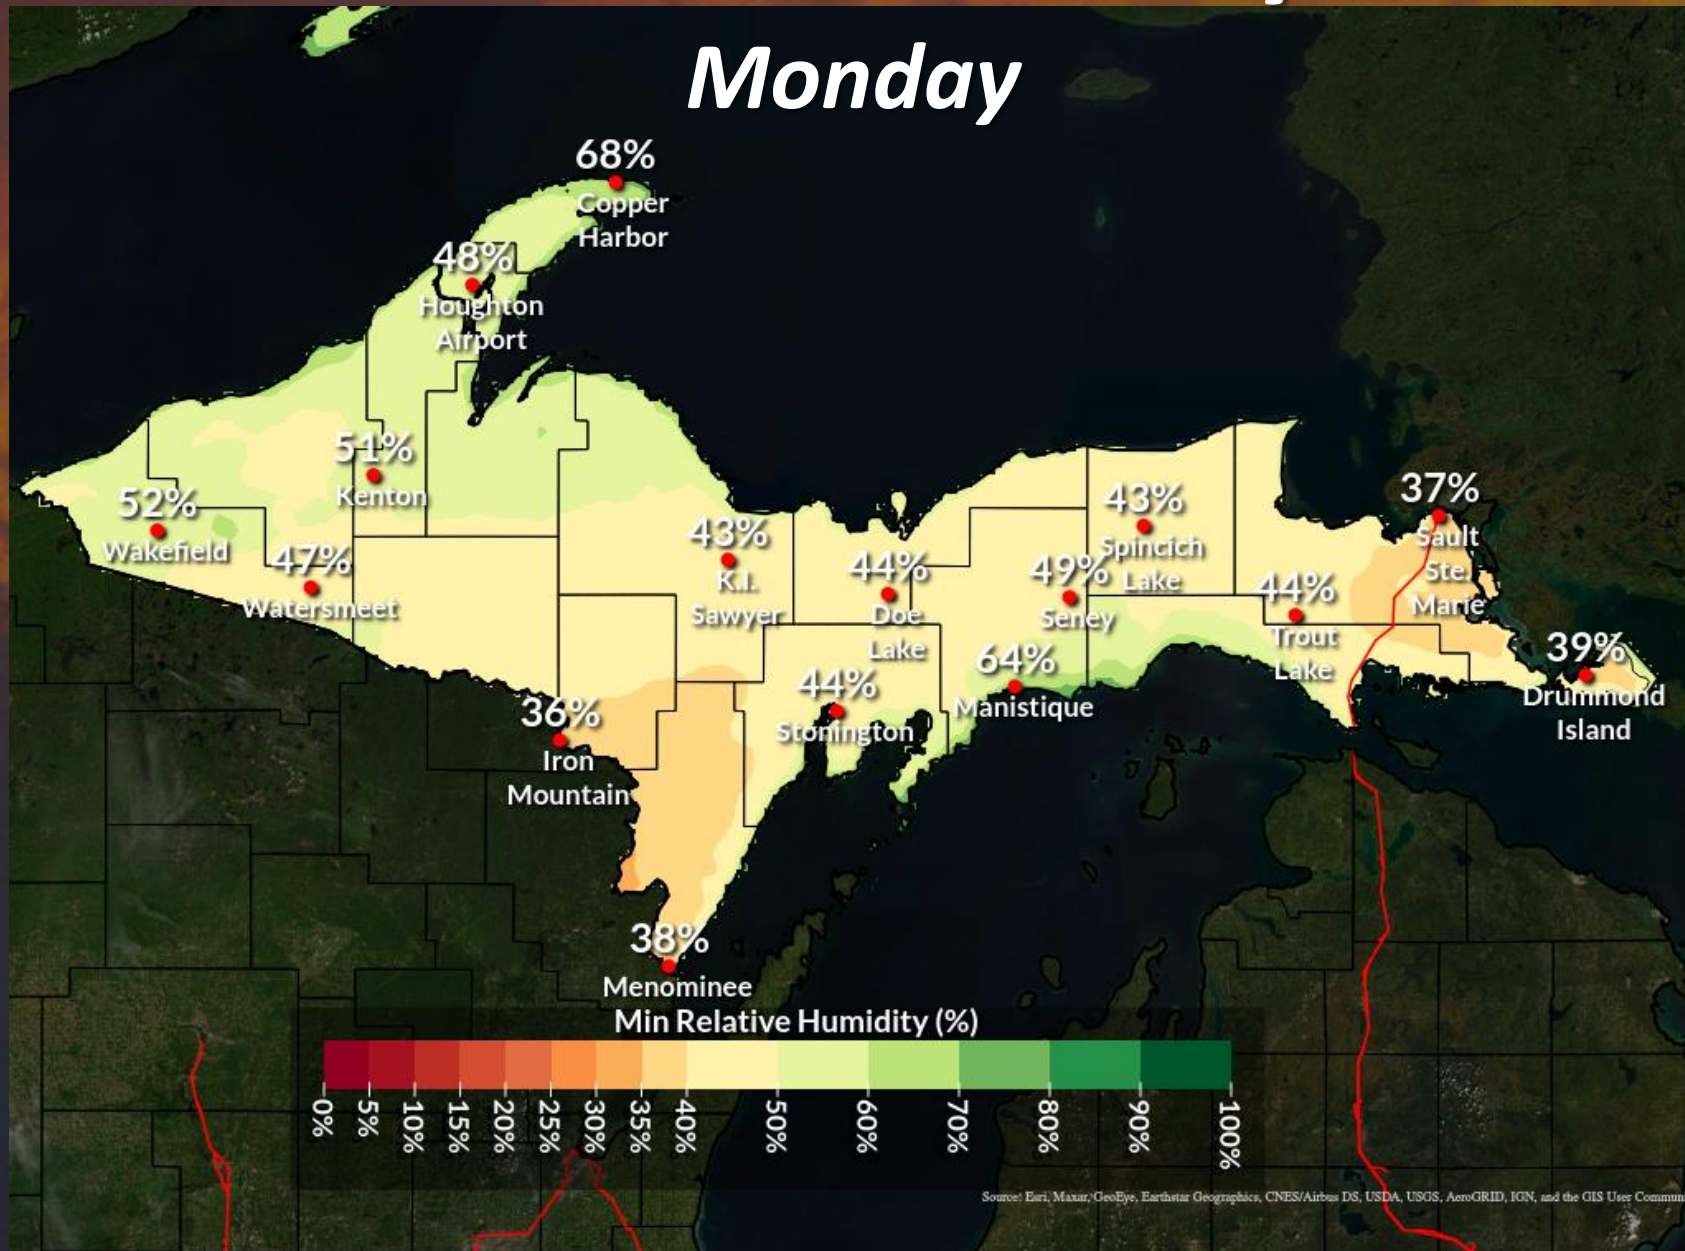 Monday
68%
Copper
Harbor
48%
Houghton
Airport
51%
Kenton
52%
Wakefield
47%
Watersmeet
43%
K.I.
Sawyer
44%
Doe
Lake
49%
Seney
43%
Spincich
Lake
44%
Trout
Lake
37%
Sault
Ste.
Marie
39%
Drummond
Island
64%
Manistique
44%
Stonington
36%
Iron
Mountain
38%
Menominee
Min Relative Humidity (%)
0%
5%
10%
15%
20%
25%
30%
35%
40%
50%
60%
70%
80%
90%
100%
Source: Esri, Maxar, GeoEye, Earthstar Geographics, CNES/Airbus DS, USDA, USGS, AeroGRID, IGN, and the GIS User